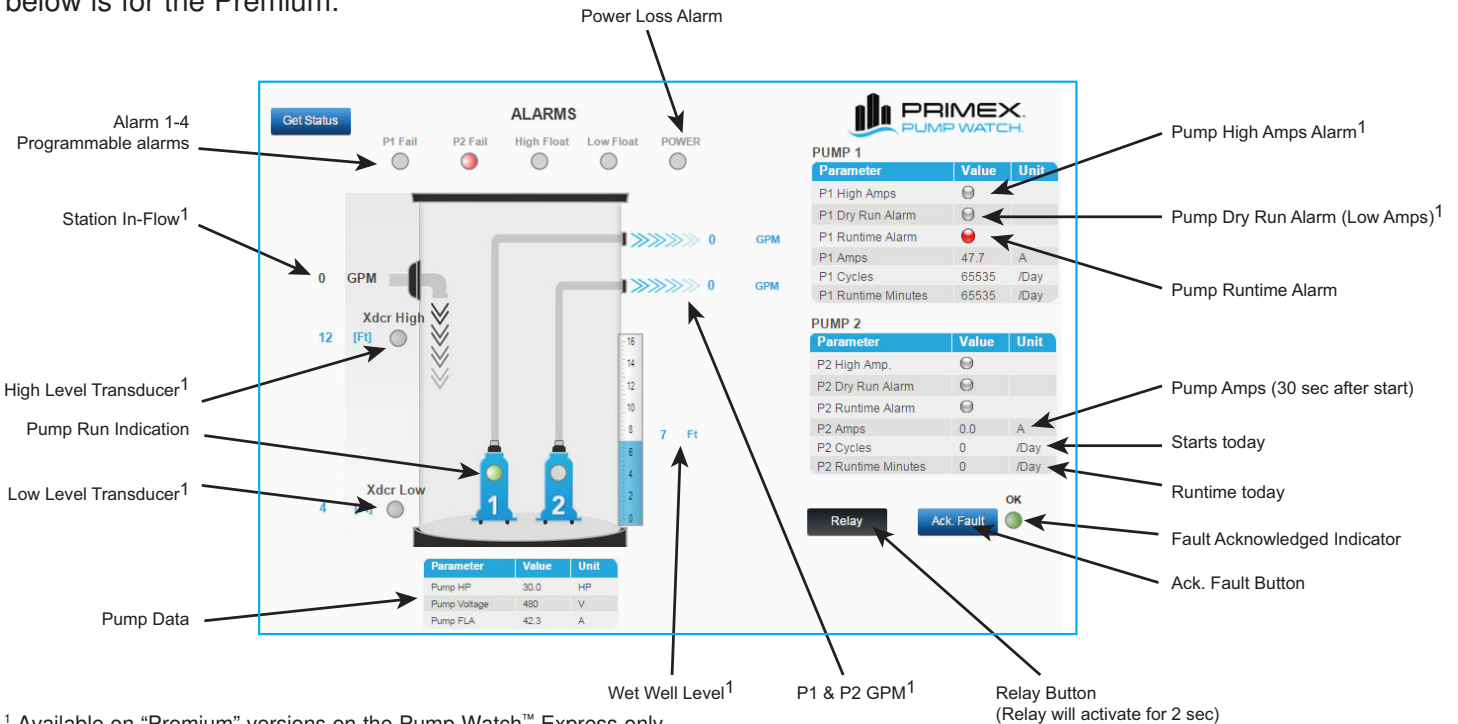 below is for the Premium.
Power Loss Alarm
Alarm 1-4
Programmable alarms
Station In-Flow1
High Level Transducer1
Pump Run Indication
Low Level Transducer1
Pump Data
Get Status
ALARMS
P1 Fail P2 Fail High Float Low Float POWER
0 GPM
Xdcr High
12 [Ft]
Xdcr Low
4
0 GPM
0 GPM
16
14
12
10
8
6
4
2
0
7 Ft
1 2
Parameter Value Unit
Pump HP 30.0 HP
Pump Voltage 480 V
Pump FLA 42.3 A
PRIMEX.
PUMP WATCH.
PUMP 1
Parameter Value Unit
P1 High Amps
P1 Dry Run Alarm
P1 Runtime Alarm
P1 Amps 47.7 A
P1 Cycles 65535 /Day
P1 Runtime Minutes 65535 /Day
PUMP 2
Parameter Value Unit
P2 High Amp.
P2 Dry Run Alarm
P2 Runtime Alarm
P2 Amps 0.0 A
P2 Cycles 0 /Day
P2 Runtime Minutes 0 /Day
Relay
Ack. Fault
OK
Pump High Amps Alarm1
Pump Dry Run Alarm (Low Amps)1
Pump Runtime Alarm
Pump Amps (30 sec after start)
Starts today
Runtime today
Fault Acknowledged Indicator
Ack. Fault Button
Wet Well Level1
P1 & P2 GPM1
Relay Button
(Relay will activate for 2 sec)
1 Available on “Premium” versions on the Pump Watch™ Express only